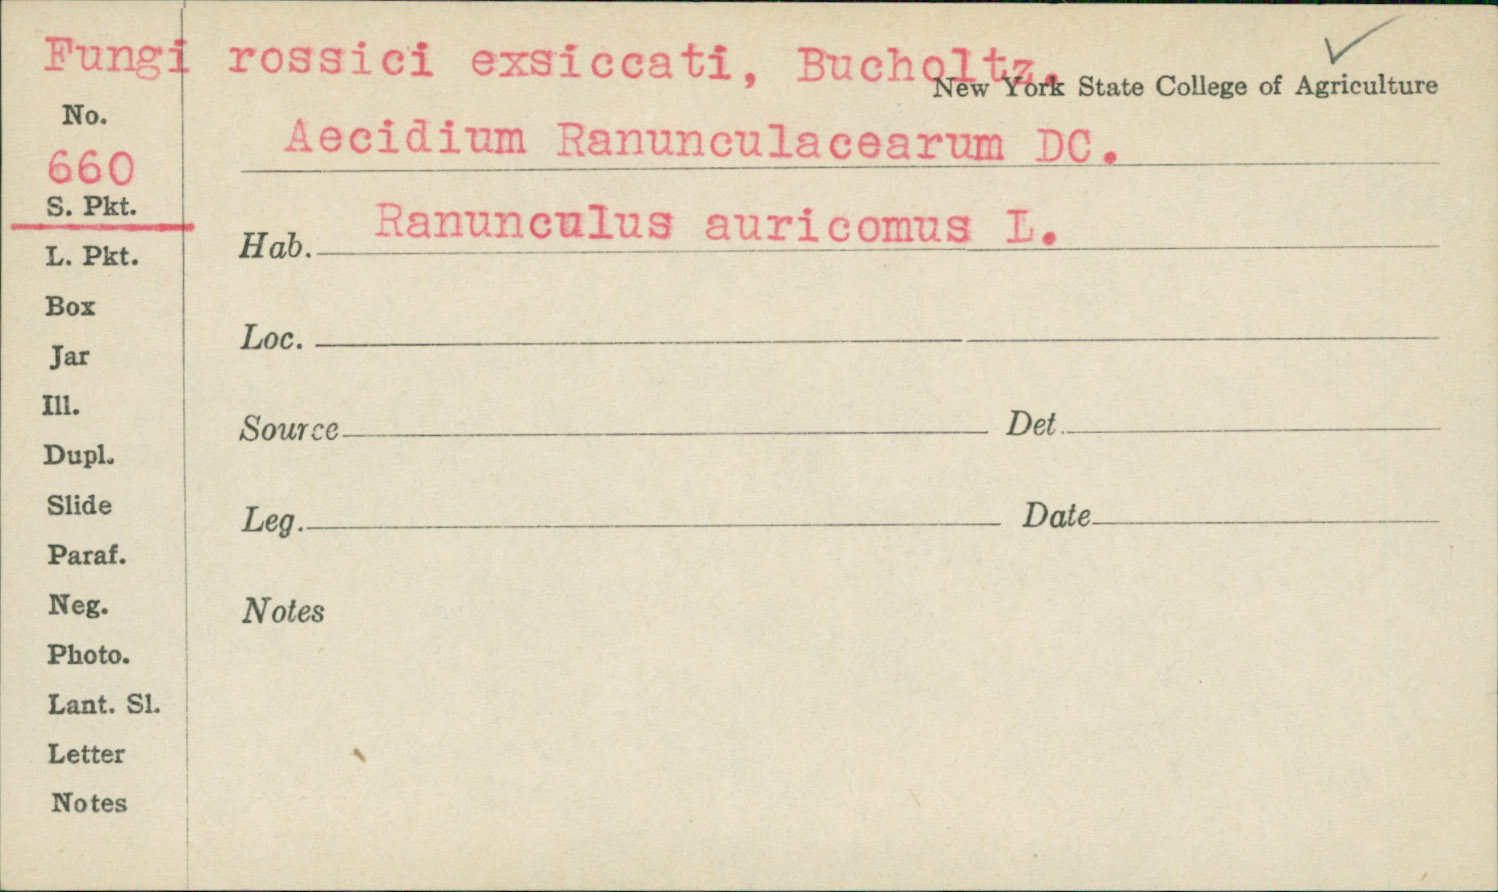 Fungi rossici exsiccati, Bucholtz.
New York State College of Agriculture
No.
660
Aecidium Ranunculacearum DC.
S. Pkt.
Hab. Ranunculus auricomus L.
L. Pkt.
Box
Loc.
Jar
Ill.
Source Det.
Dupl.
Slide
Leg. Date
Paraf.
Neg.
Notes
Photo.
Lant. Sl.
Letter
Notes